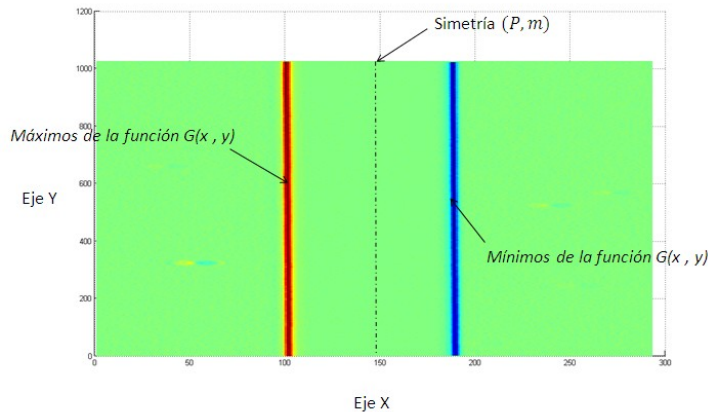 1200
Simetría (P, m)
1000
800
Máximos de la función G(x , y)
600
Eje Y
400
Mínimos de la función G(x , y)
200
0
0 50 100 150 200 250 300
Eje X